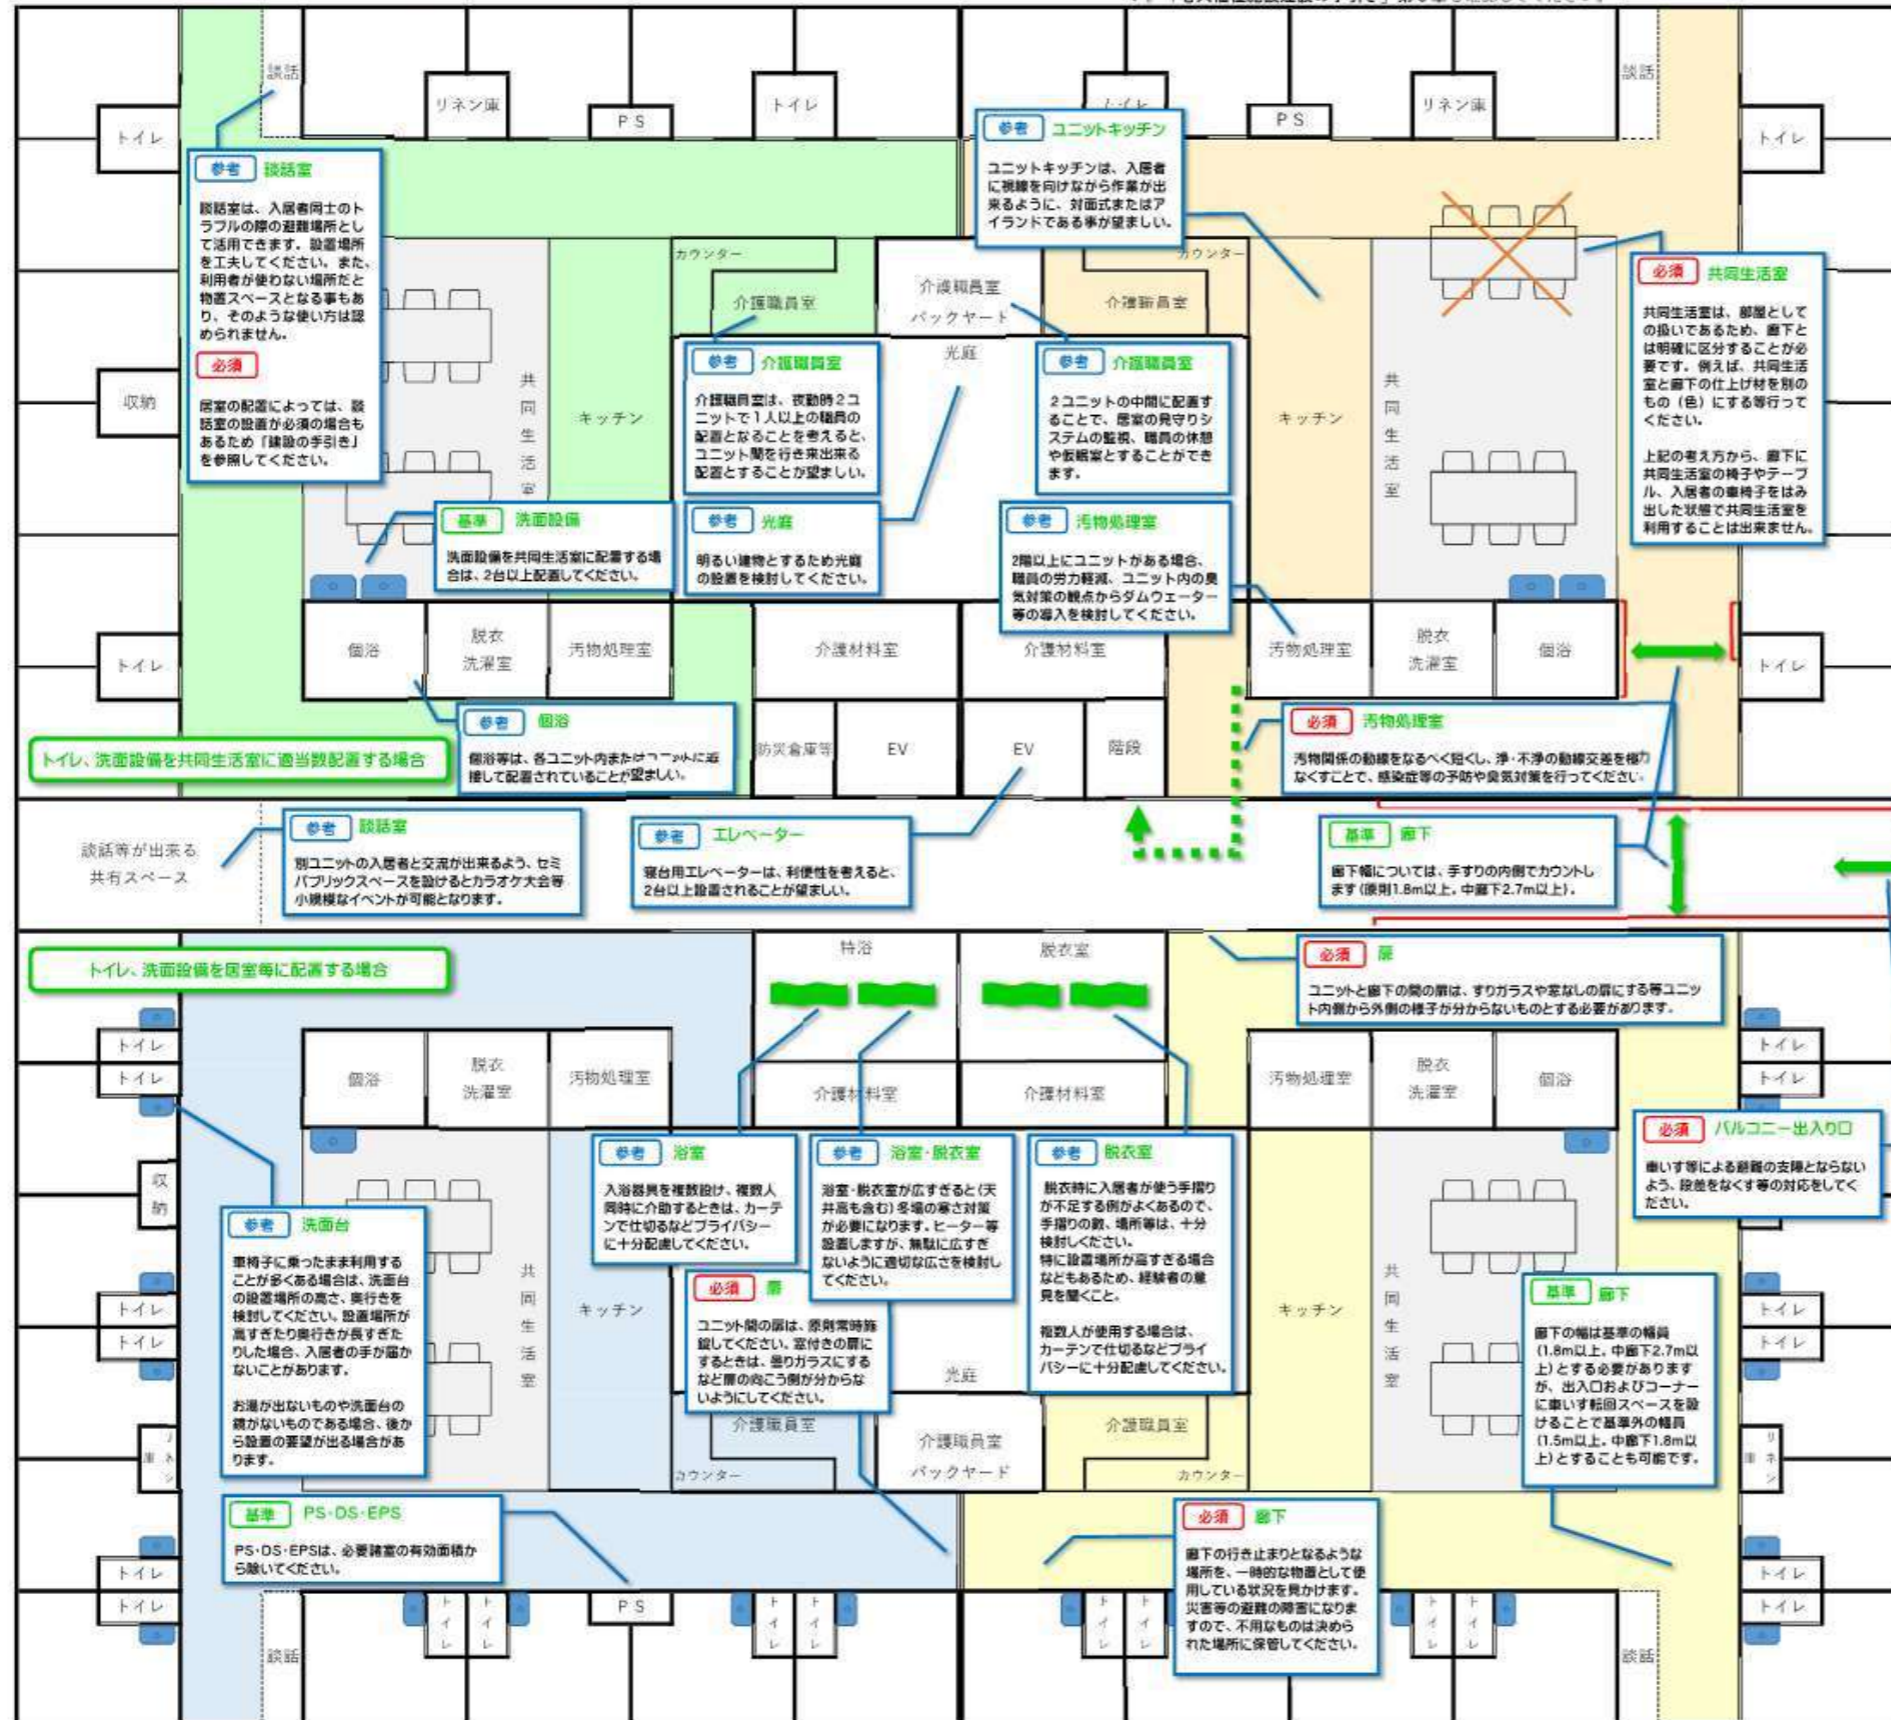 談話
リネン庫
PS
トイレ
トイレ
PS
リネン庫
談話
トイレ
トイレ
参考 談話室
談話室は、入居者同士のト
ラブルの際の避難場所とし
て活用できます。設置場所
を工夫してください。また、
利用者が使わない場所だと
物置スペースとなる事もあ
り、そのような使い方は認
められません。
必須
居室の配置によっては、談
話室の設置が必須の場合も
あるため「建設の手引き」
を参照してください。
参考 ユニットキッチン
ユニットキッチンは、入居者
に視線を向けながら作業が出
来るように、対面式またはア
イランドである事が望ましい。
必須 共同生活室
共同生活室は、部屋として
の扱いであるため、廊下と
は明確に区分することが必
要です。例えば、共同生活
室と廊下の仕上げ材を別の
もの（色）にする等行って
ください。
上記の考え方から、廊下に
共同生活室の椅子やテーブ
ル、入居者の車椅子をはみ
出した状態で共同生活室を
利用することは出来ません。
カウンター
介護職員室
介護職員室
バックヤード
カウンター
介護職員室
光庭
収納
共同生活室
キッチン
キッチン
共同生活室
参考 介護職員室
介護職員室は、夜勤時2ユ
ニットで1人以上の職員の
配置となることを考えると、
ユニット間を行き来出来る
配置とすることが望ましい。
参考 介護職員室
2ユニットの中間に配置す
ることで、居室の見守りシ
ステムの監視、職員の休憩
や仮眠室とすることができ
ます。
基準 洗面設備
洗面設備を共同生活室に配置する場
合は、2台以上配置してください。
参考 光庭
明るい建物とするため光庭
の設置を検討してください。
参考 汚物処理室
2階以上にユニットがある場合、
職員の労力軽減、ユニット内の臭
気対策の観点からダムウェーター
等の導入を検討してください。
トイレ
個浴
脱衣
洗濯室
汚物処理室
介護材料室
介護材料室
汚物処理室
脱衣
洗濯室
個浴
トイレ
トイレ、洗面設備を共同生活室に適当数配置する場合
参考 個浴
個浴等は、各ユニット内またはユニットに近
接して配置されていることが望ましい。
防災倉庫等
EV
EV
階段
必須 汚物処理室
汚物関係の動線をなるべく短くし、浄・不浄の動線交差を極力
なくすことで、感染症等の予防や臭気対策を行ってください。
談話等が出来る
共有スペース
参考 談話室
別ユニットの入居者と交流が出来るよう、セミ
パブリックスペースを設けるとカラオケ大会等
小規模なイベントが可能となります。
参考 エレベーター
寝台用エレベーターは、利便性を考えると、
2台以上設置されることが望ましい。
基準 廊下
廊下幅については、手すりの内側でカウントし
ます（原則1.8m以上。中廊下2.7m以上）。
トイレ、洗面設備を居室毎に配置する場合
特浴
脱衣室
必須 扉
ユニットと廊下の間の扉は、すりガラスや窓なしの扉にする等ユニッ
ト内側から外側の様子が分からないものとする必要があります。
トイレ
トイレ
個浴
脱衣
洗濯室
汚物処理室
介護材料室
介護材料室
汚物処理室
脱衣
洗濯室
個浴
トイレ
トイレ
必須 バルコニー出入り口
車いす等による避難の支障とならない
よう、段差をなくす等の対応をしてく
ださい。
収納
参考 洗面台
車椅子に乗ったまま利用する
ことが多くある場合は、洗面台
の設置場所の高さ、奥行きを
検討してください。設置場所が
高すぎたり奥行きが長すぎた
りした場合、入居者の手が届か
ないことがあります。
お湯が出ないものや洗面台の
鏡がないものである場合、後か
ら設置の要望が出る場合があ
ります。
参考 浴室
入浴器具を複数設け、複数人
同時に介助するときは、カーテ
ンで仕切るなどプライバシー
に十分配慮してください。
参考 浴室・脱衣室
浴室・脱衣室が広すぎると（天
井高も含む）冬場の寒さ対策
が必要になります。ヒーター等
設置しますが、無駄に広すぎ
ないように適切な広さを検討し
てください。
参考 脱衣室
脱衣時に入居者が使う手摺り
が不足する例がよくあるので、
手摺りの数、場所等は、十分
検討しください。
特に設置場所が高すぎる場合
などもあるため、経験者の意
見を聞くこと。
複数人が使用する場合は、
カーテンで仕切るなどプライ
バシーに十分配慮してください。
必須 扉
ユニット間の扉は、原則常時施
錠してください。窓付きの扉に
するときは、曇りガラスにする
など扉の向こう側が分からな
いようにしてください。
基準 廊下
廊下の幅は基準の幅員
（1.8m以上。中廊下2.7m以
上）とする必要があります
が、出入口およびコーナー
に車いす転回スペースを設
けることで基準外の幅員
（1.5m以上。中廊下1.8m以
上）とすることも可能です。
共同生活室
キッチン
キッチン
共同生活室
トイレ
トイレ
トイレ
トイレ
光庭
介護職員室
カウンター
介護職員室
バックヤード
介護職員室
カウンター
リネン庫
リネン庫
基準 PS・DS・EPS
PS・DS・EPSは、必要諸室の有効面積か
ら除いてください。
必須 廊下
廊下の行き止まりとなるような
場所を、一時的な物置として使
用している状況を見かけます。
災害等の避難の障害になりま
すので、不用なものは決めら
れた場所に保管してください。
トイレ
トイレ
トイレ
トイレ
談話
トイレ
トイレ
PS
トイレ
トイレ
トイレ
トイレ
トイレ
トイレ
談話